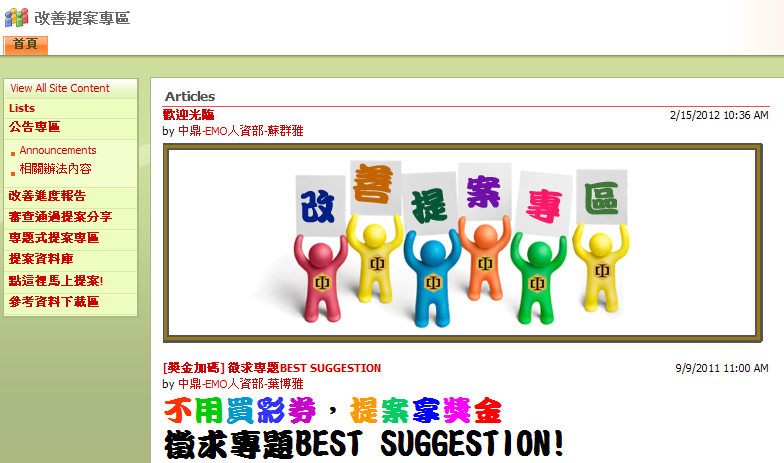 改善提案專區
首頁
View All Site Content
Lists
公告專區
Announcements
相關辦法內容
改善進度報告
審查通過提案分享
專題式提案專區
提案資料庫
點這裡馬上提案!
參考資料下載區
Articles
歡迎光臨 2/15/2012 10:36 AM
by 中鼎-EMO人資部-蘇群雅
改善提案專區
[獎金加碼] 徵求專題BEST SUGGESTION 9/9/2011 11:00 AM
by 中鼎-EMO人資部-葉博雅
不用買彩券，提案拿獎金
徵求專題BEST SUGGESTION!